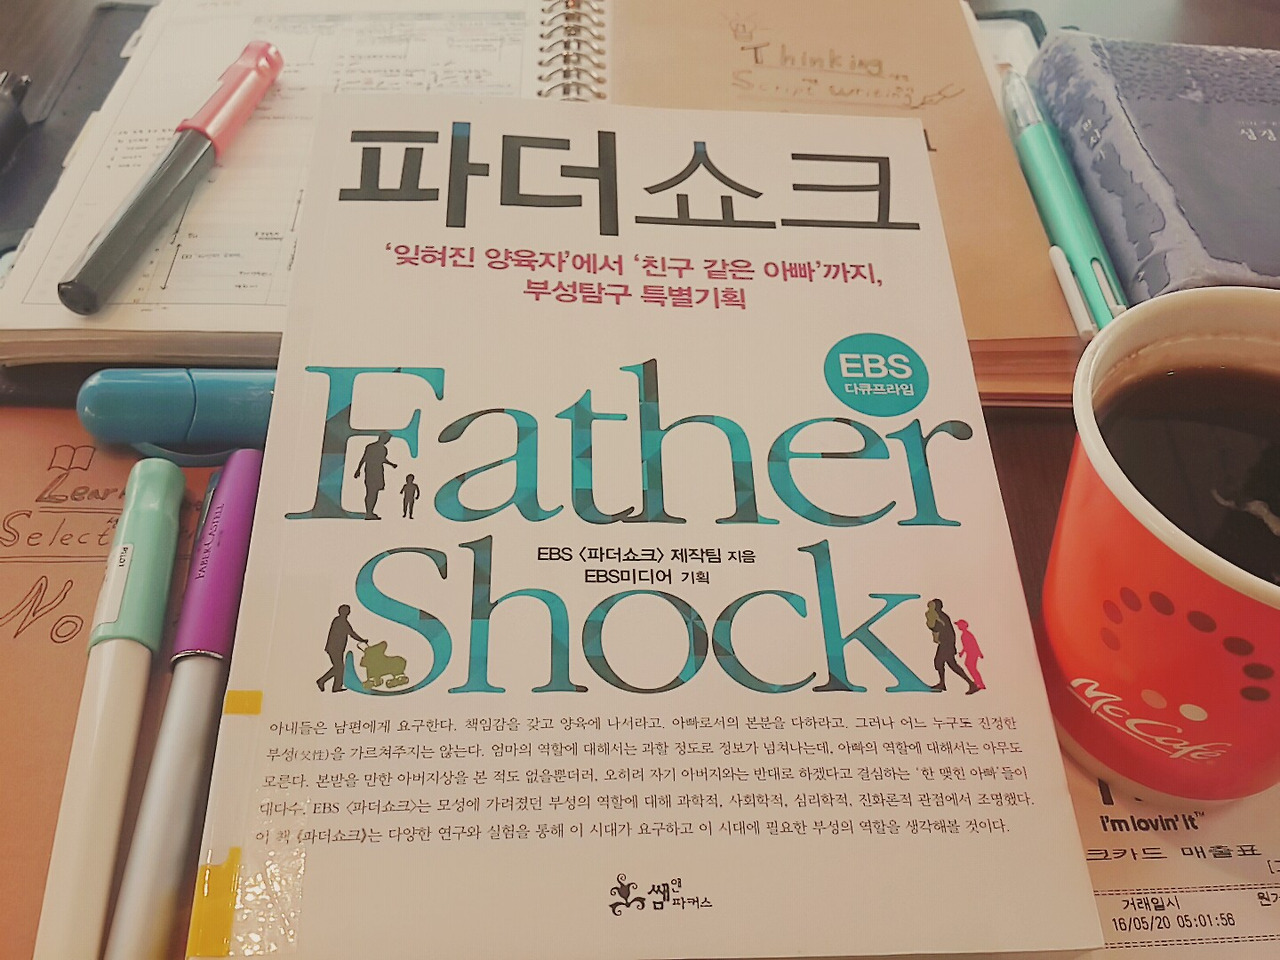 Thinking
Script Writing
파더쇼크
‘잊혀진 양육자’에서 ‘친구 같은 아빠’까지,
부성탐구 특별기획
EBS
다큐프라임
Father
EBS 〈파더쇼크〉 제작팀 지음
EBS미디어 기획
Shock
아내들은 남편에게 요구한다. 책임감을 갖고 양육에 나서라고. 아빠로서의 본분을 다하라고. 그러나 어느 누구도 진정한
부성(父性)을 가르쳐주지는 않는다. 엄마의 역할에 대해서는 과할 정도로 정보가 넘쳐나는데, 아빠의 역할에 대해서는 아무도
모른다. 본받을 만한 아버지상을 본 적도 없을뿐더러, 오히려 자기 아버지와는 반대로 하겠다고 결심하는 ‘한 맺힌 아빠’들이
대다수. EBS 〈파더쇼크〉는 모성에 가려졌던 부성의 역할에 대해 과학적, 사회학적, 심리학적, 진화론적 관점에서 조명했다.
이 책 《파더쇼크》는 다양한 연구와 실험을 통해 이 시대가 요구하고 이 시대에 필요한 부성의 역할을 생각해볼 것이다.
쌤앤파커스
Select
No
PILOT
FABER-CASTELL
McCafé
i'm lovin' it™
크카드 매출표
거래일시
16/05/20 05:01:56